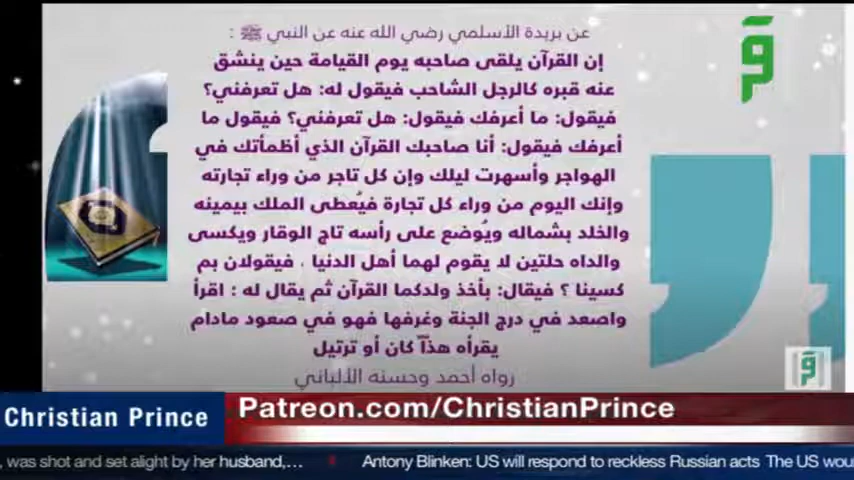 عن بريدة الأسلمي رضي الله عنه عن النبي ﷺ :
إن القرآن يلقى صاحبه يوم القيامة حين ينشق
عنه قبره كالرجل الشاحب فيقول له: هل تعرفني؟
فيقول: ما أعرفك فيقول: هل تعرفني؟ فيقول ما
أعرفك فيقول: أنا صاحبك القرآن الذي أظمأتك في
الهواجر وأسهرت ليلك وإن كل تاجر من وراء تجارته
وإنك اليوم من وراء كل تجارة فيُعطى الملك بيمينه
والخلد بشماله ويُوضع على رأسه تاج الوقار ويكسى
والداه حلتين لا يقوم لهما أهل الدنيا ، فيقولان بم
كسينا ؟ فيقال: بأخذ ولدكما القرآن ثم يقال له : اقرأ
واصعد في درج الجنة وغرفها فهو في صعود مادام
يقرأه هذّاً كان أو ترتيل
رواه أحمد وحسنه الألباني
Christian Prince
Patreon.com/ChristianPrince
, was shot and set alight by her husband,...
Antony Blinken: US will respond to reckless Russian acts The US wou